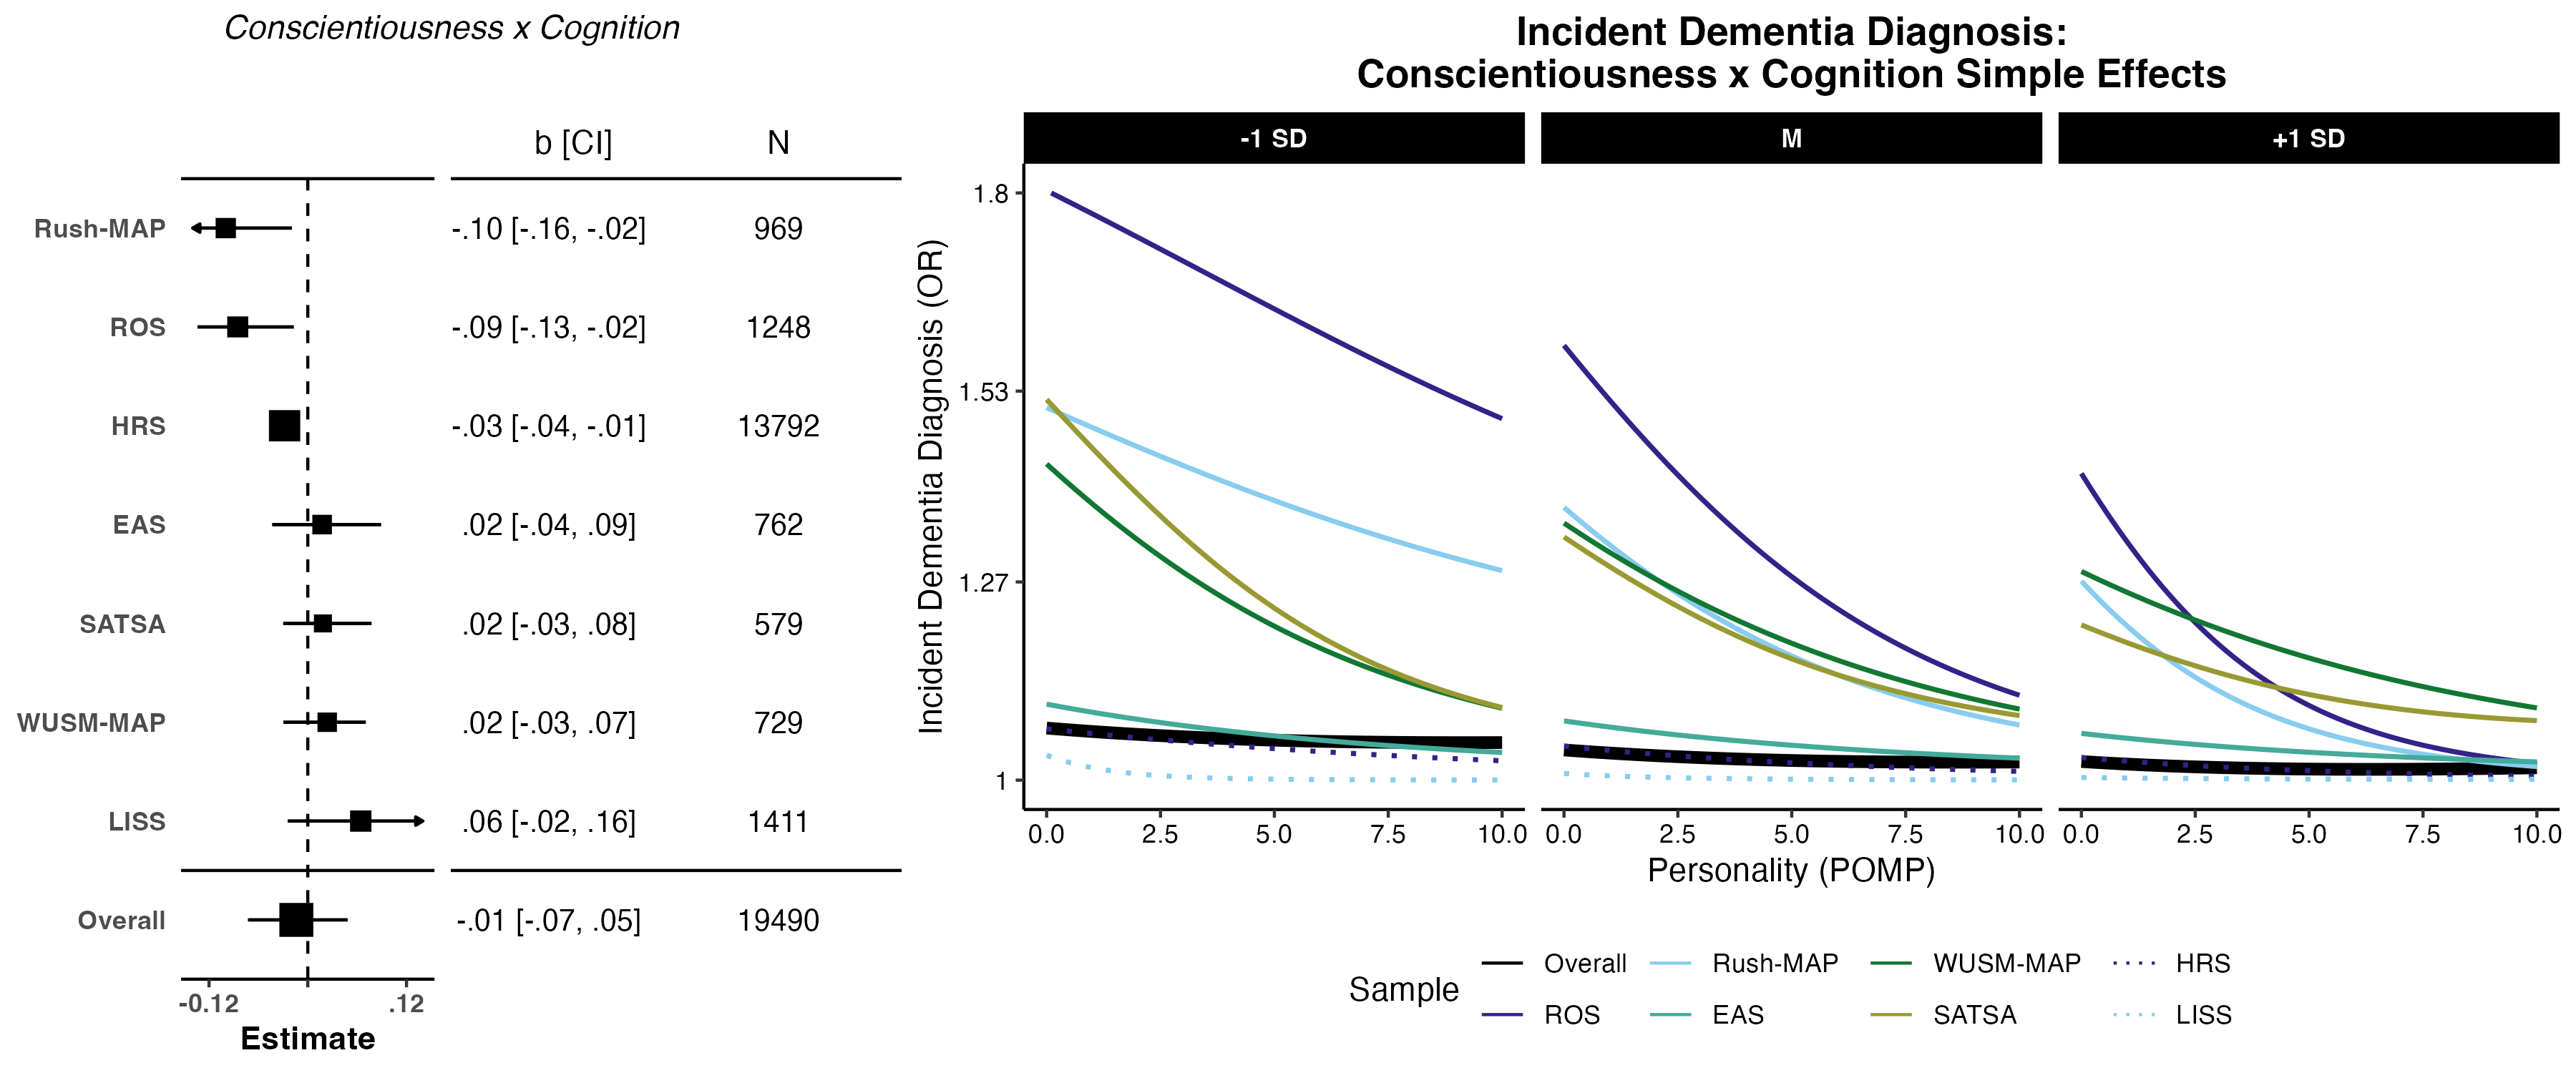 Conscientiousness x Cognition
b [CI] N
Rush-MAP -.10 [-.16, -.02] 969
ROS -.09 [-.13, -.02] 1248
HRS -.03 [-.04, -.01] 13792
EAS .02 [-.04, .09] 762
SATSA .02 [-.03, .08] 579
WUSM-MAP .02 [-.03, .07] 729
LISS .06 [-.02, .16] 1411
Overall -.01 [-.07, .05] 19490
-0.12 .12
Estimate
Incident Dementia Diagnosis:
Conscientiousness x Cognition Simple Effects
-1 SD M +1 SD
Incident Dementia Diagnosis (OR)
1.8
1.53
1.27
1
0.0 2.5 5.0 7.5 10.0 0.0 2.5 5.0 7.5 10.0 0.0 2.5 5.0 7.5 10.0
Personality (POMP)
Sample
Overall Rush-MAP WUSM-MAP HRS
ROS EAS SATSA LISS